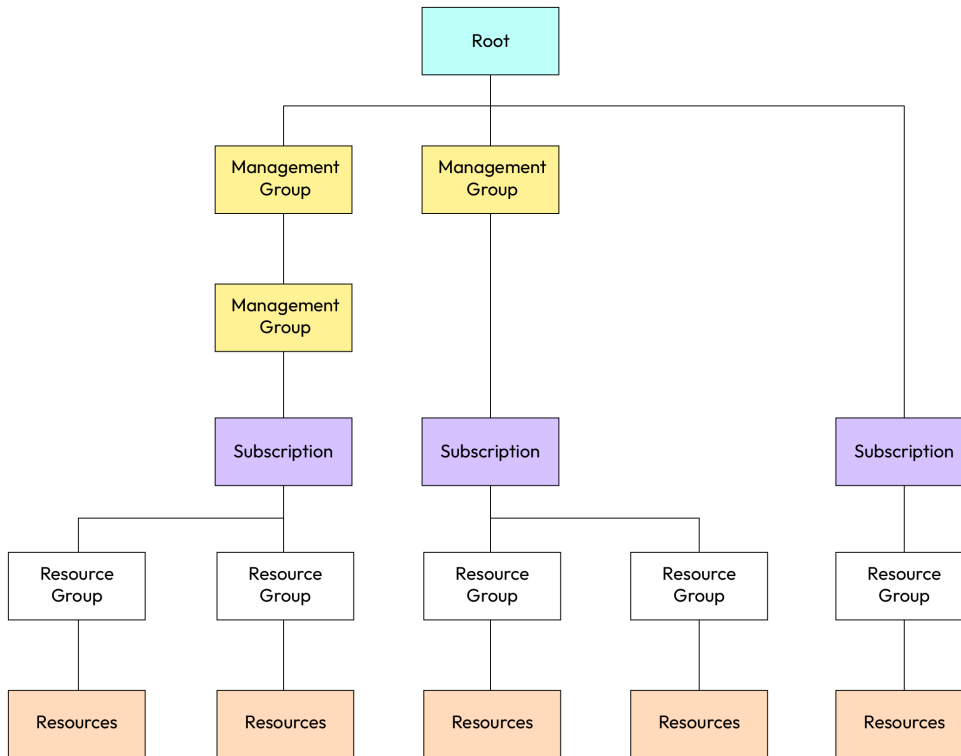 Root
Management
Group
Management
Group
Management
Group
Subscription
Subscription
Subscription
Resource
Group
Resource
Group
Resource
Group
Resource
Group
Resource
Group
Resources
Resources
Resources
Resources
Resources